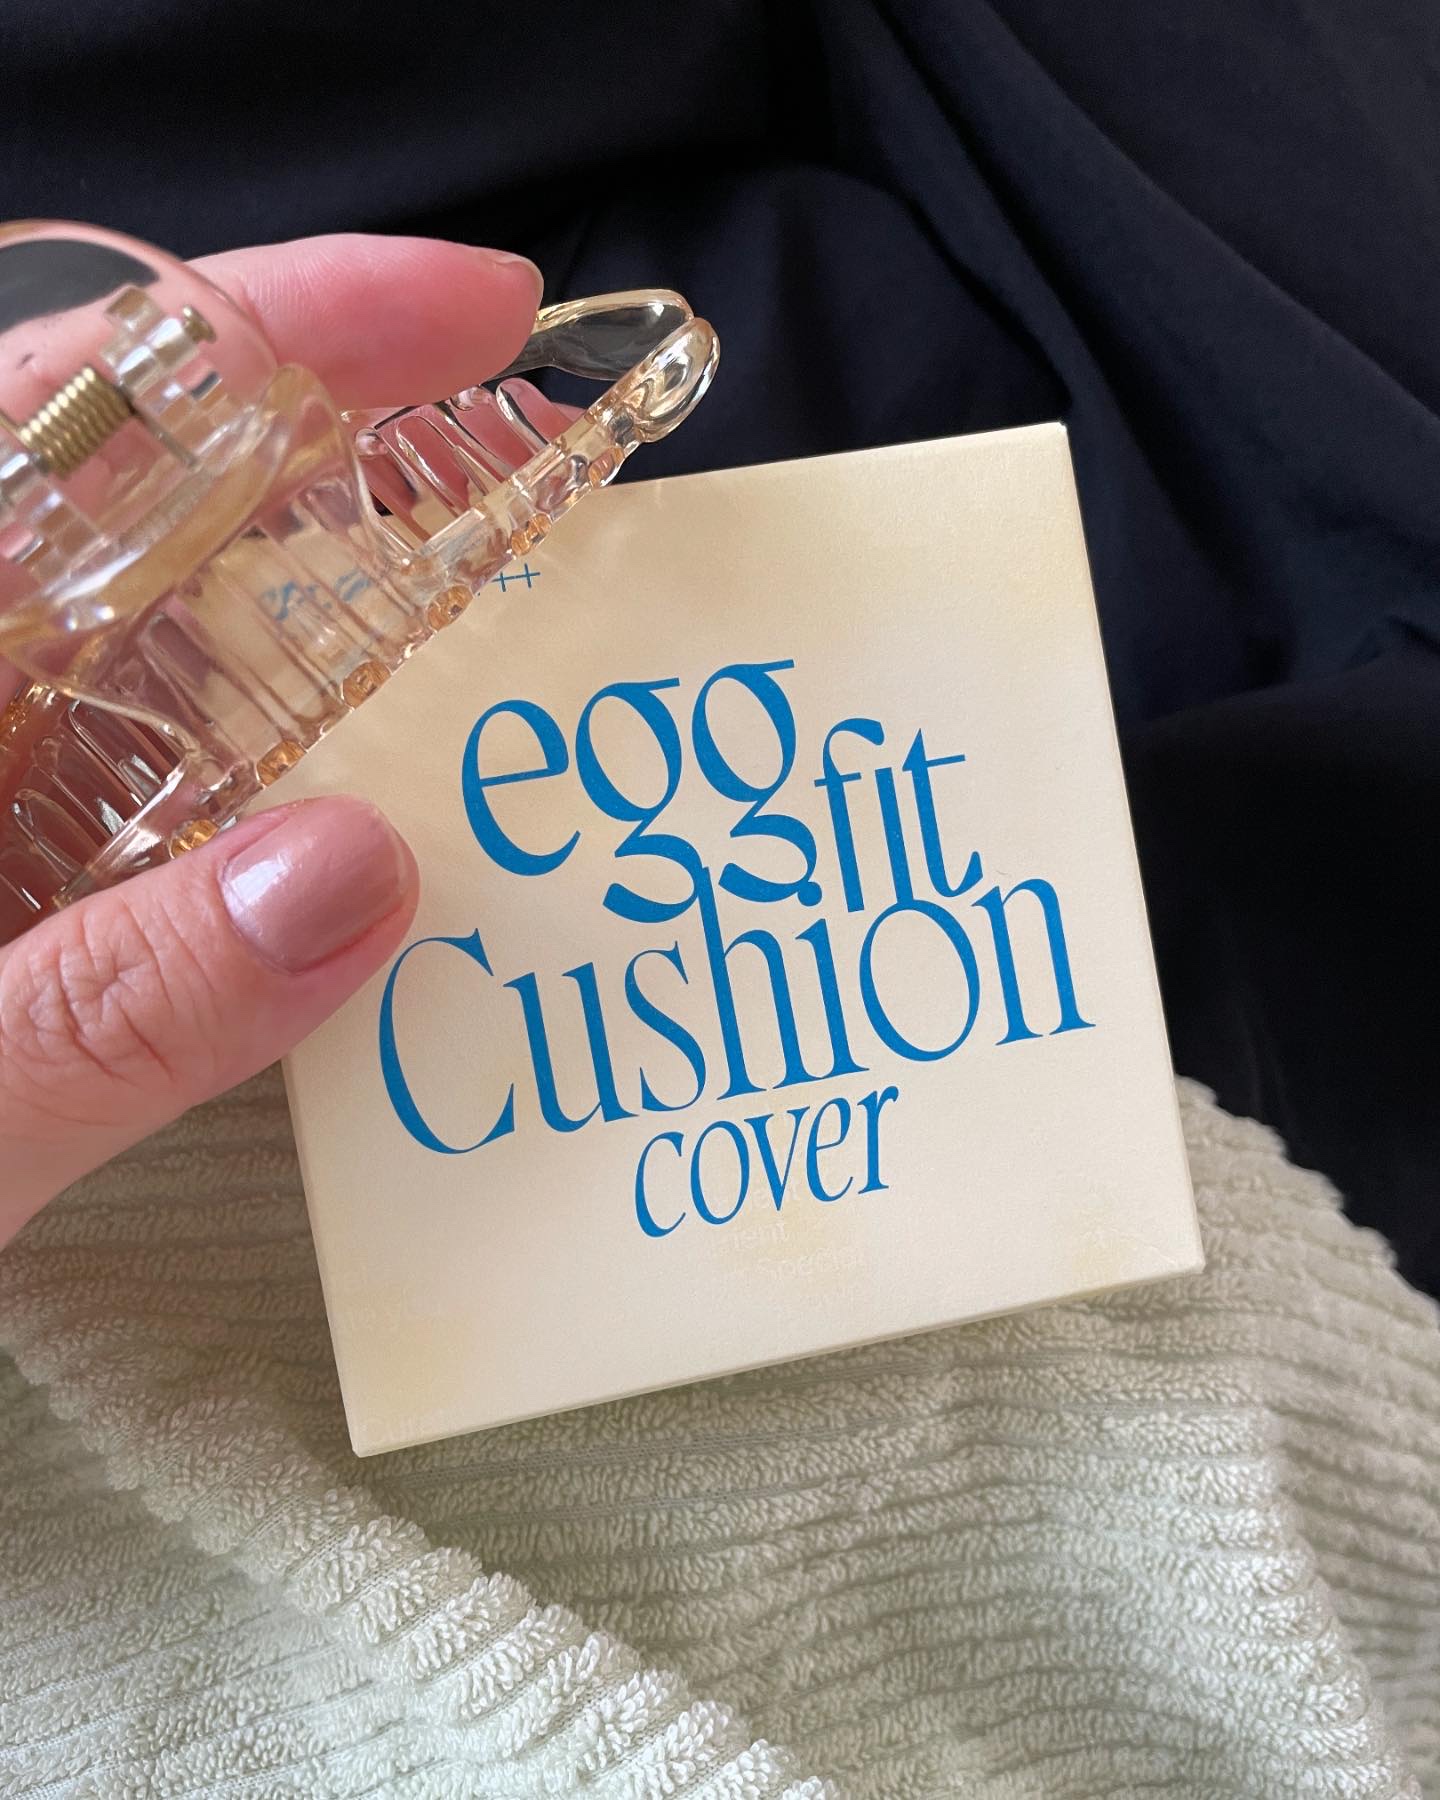 ++
egg
fit
Cushion
cover